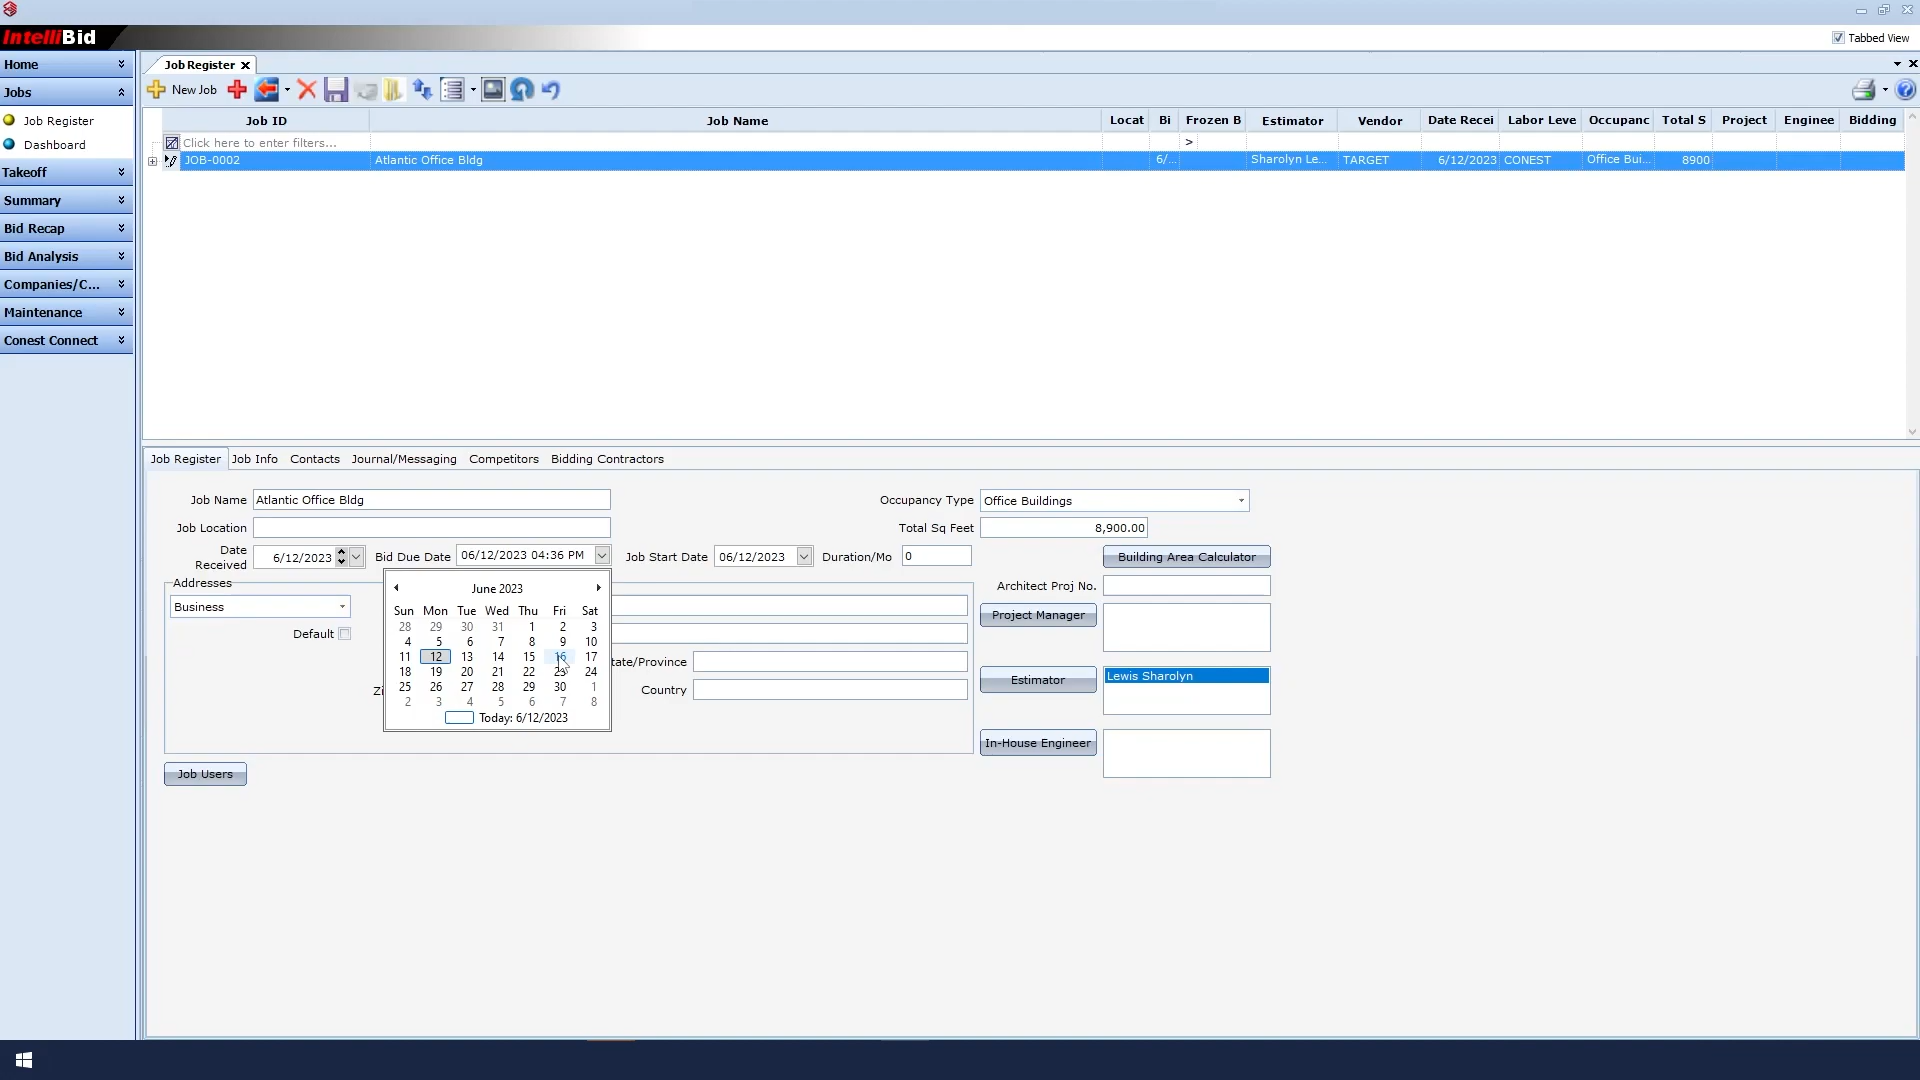 IntelliBid
Tabbed View
Home
Jobs
Job Register
Dashboard
Takeoff
Summary
Bid Recap
Bid Analysis
Companies/C...
Maintenance
Conest Connect
Job Register
New Job
Job ID Job Name Locat Bi Frozen B Estimator Vendor Date Recei Labor Leve Occupanc Total S Project Enginee Bidding
Click here to enter filters... >
JOB-0002 Atlantic Office Bldg 6/... Sharolyn Le... TARGET 6/12/2023 CONEST Office Bui... 8900
Job Register Job Info Contacts Journal/Messaging Competitors Bidding Contractors
Job Name Atlantic Office Bldg Occupancy Type Office Buildings
Job Location Total Sq Feet 8,900.00
Date Received 6/12/2023 Bid Due Date 06/12/2023 04:36 PM Job Start Date 06/12/2023 Duration/Mo 0 Building Area Calculator
Addresses
Business
Default
June 2023
Sun Mon Tue Wed Thu Fri Sat
28 29 30 31 1 2 3
4 5 6 7 8 9 10
11 12 13 14 15 16 17
18 19 20 21 22 23 24
25 26 27 28 29 30 1
2 3 4 5 6 7 8
Today: 6/12/2023
tate/Province
Zi
Country
Architect Proj No.
Project Manager
Estimator Lewis Sharolyn
In-House Engineer
Job Users